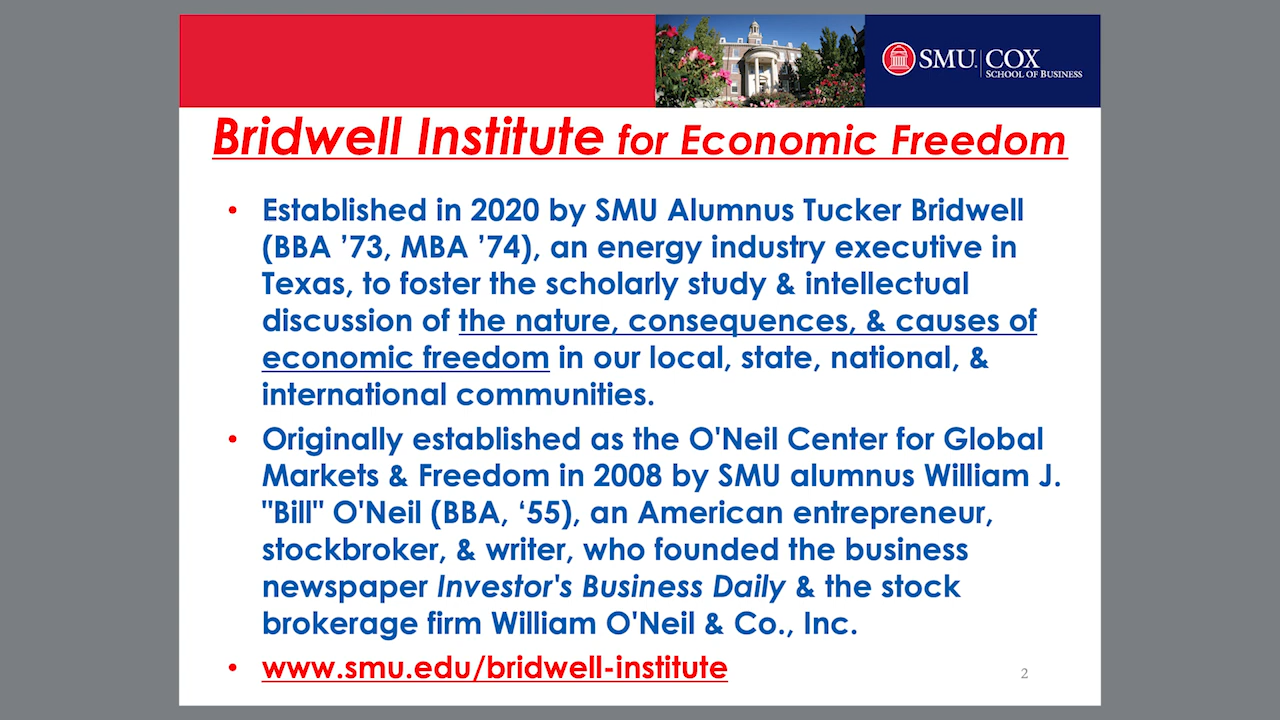 SMU. COX
SCHOOL OF BUSINESS
Bridwell Institute for Economic Freedom
• Established in 2020 by SMU Alumnus Tucker Bridwell
(BBA ’73, MBA ’74), an energy industry executive in
Texas, to foster the scholarly study & intellectual
discussion of the nature, consequences, & causes of
economic freedom in our local, state, national, &
international communities.
• Originally established as the O'Neil Center for Global
Markets & Freedom in 2008 by SMU alumnus William J.
"Bill" O'Neil (BBA, ‘55), an American entrepreneur,
stockbroker, & writer, who founded the business
newspaper Investor's Business Daily & the stock
brokerage firm William O'Neil & Co., Inc.
• www.smu.edu/bridwell-institute
2